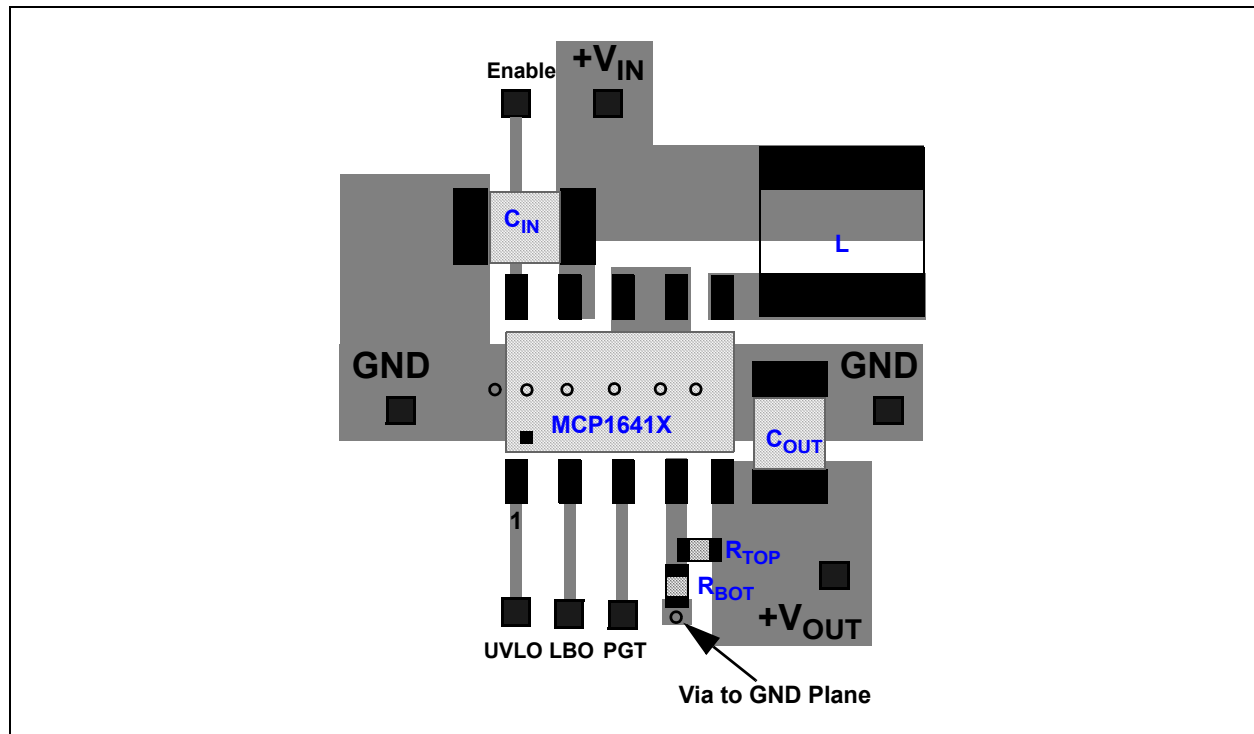 Enable
+VIN
CIN
L
GND
GND
MCP1641X
COUT
1
RTOP
RBOT
+VOUT
UVLO LBO PGT
Via to GND Plane